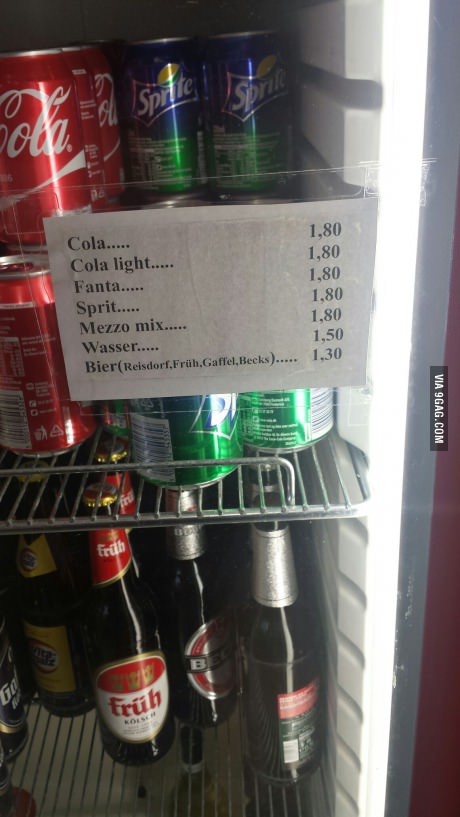 Cola
Sprite
Sprite
Cola..... 1,80
Cola light..... 1,80
Fanta..... 1,80
Sprit..... 1,80
Mezzo mix..... 1,80
Wasser..... 1,50
Bier(Reisdorf,Früh,Gaffel,Becks)..... 1,30
VIA 9GAG.COM
früh
früh
KÖLSCH